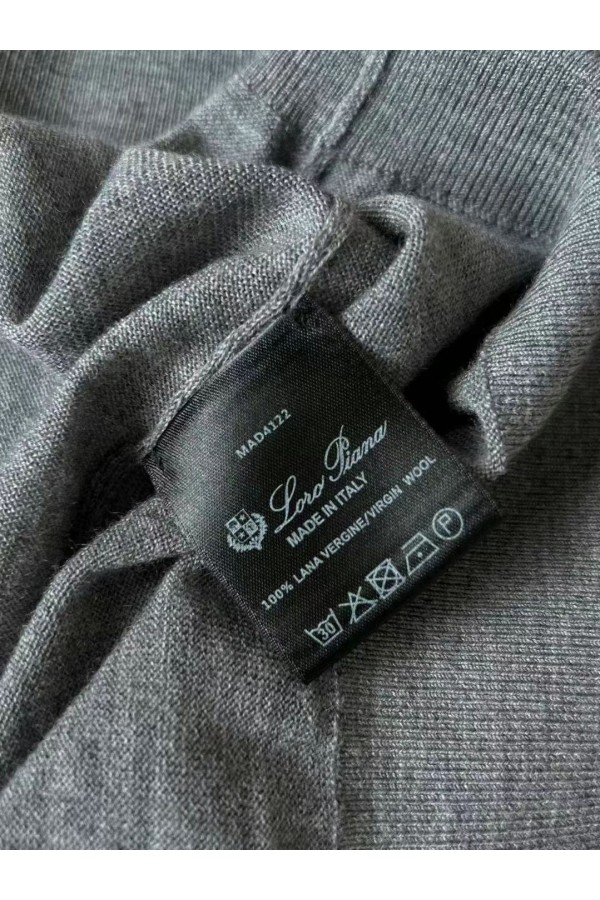 MAD4122
Loro Piana
MADE IN ITALY
100% LANA VERGINE/VIRGIN WOOL
30 P